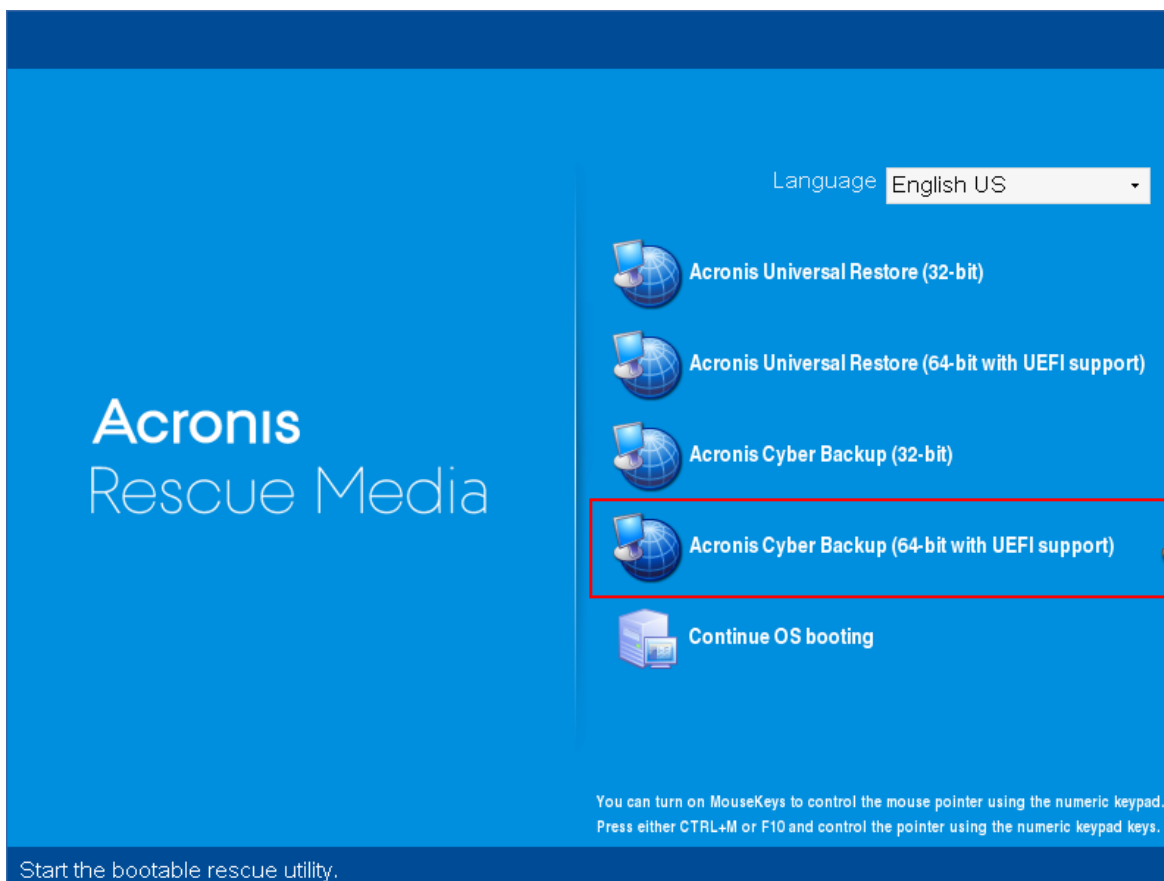 Language English US
Acronis Universal Restore (32-bit)
Acronis Universal Restore (64-bit with UEFI support)
Acronis
Rescue Media
Acronis Cyber Backup (32-bit)
Acronis Cyber Backup (64-bit with UEFI support)
Continue OS booting
You can turn on MouseKeys to control the mouse pointer using the numeric keypad.
Press either CTRL+M or F10 and control the pointer using the numeric keypad keys.
Start the bootable rescue utility.